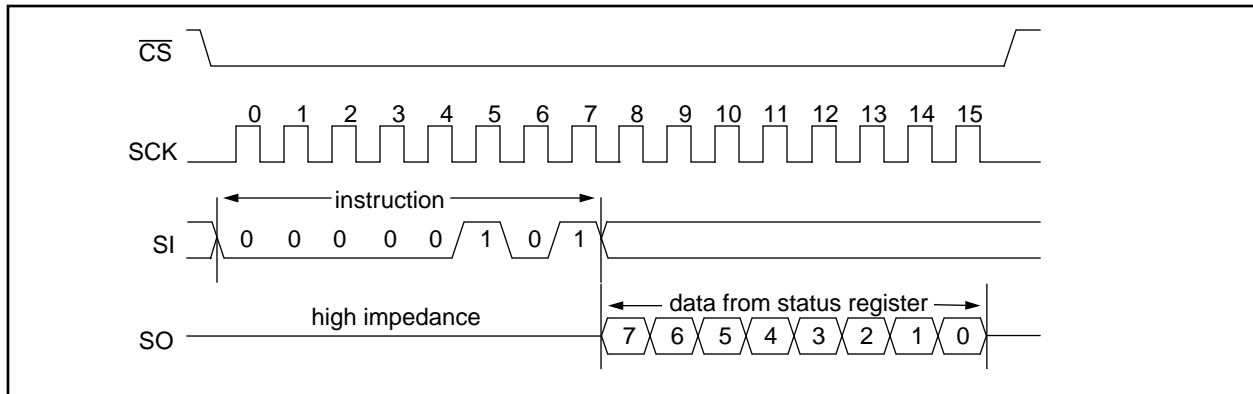 CS
0 1 2 3 4 5 6 7 8 9 10 11 12 13 14 15
SCK
instruction
SI 0 0 0 0 0 1 0 1
data from status register
high impedance
SO 7 6 5 4 3 2 1 0